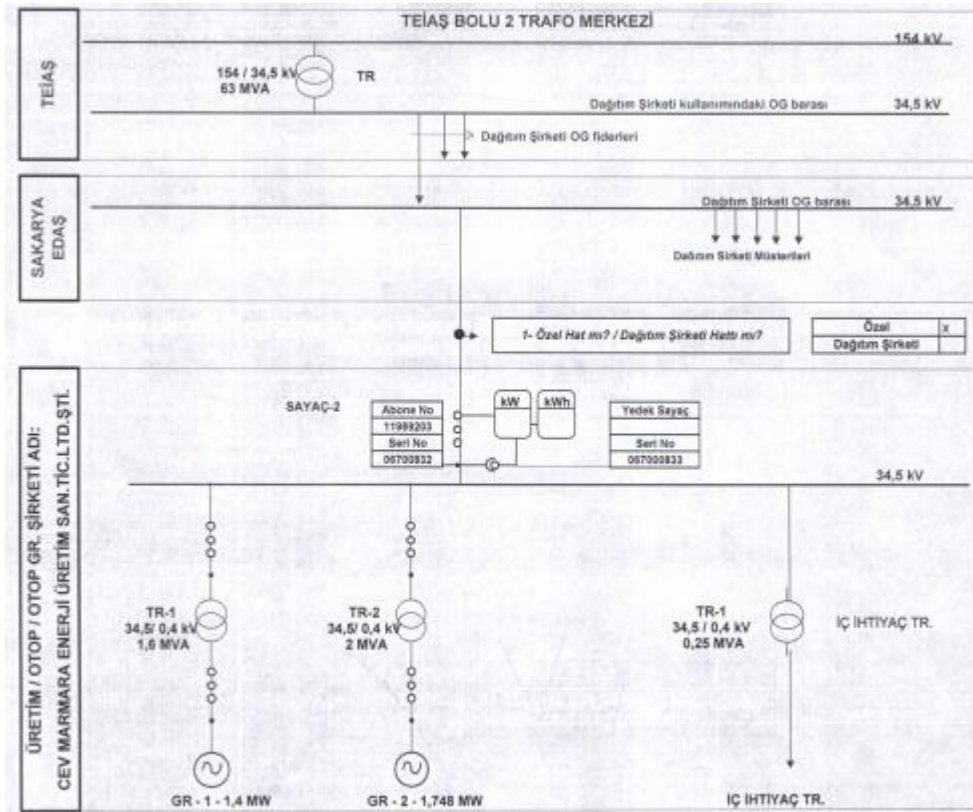 TEİAŞ BOLU 2 TRAFO MERKEZİ
154 kV
TEİAŞ
154 / 34,5 kV
63 MVA
TR
Dağıtım Şirketi kullanımındaki OG barası
34,5 kV
Dağıtım Şirketi OG fiderleri
SAKARYA
EDAŞ
Dağıtım Şirketi OG barası
34,5 kV
Dağıtım Şirketi Müşterileri
1- Özel Hat mı? / Dağıtım Şirketi Hattı mı?
Özel X
Dağıtım Şirketi
ÜRETİM / OTOP / OTOP GR. ŞİRKETİ ADI:
CEV MARMARA ENERJİ ÜRETİM SAN.TİC.LTD.ŞTİ.
SAYAÇ-2
Abone No
11989203
Seri No
06700832
kW
kWh
Yedek Sayaç
Seri No
067000833
34,5 kV
TR-1
34,5/ 0,4 kV
1,6 MVA
TR-2
34,5/ 0,4 kV
2 MVA
TR-1
34,5 / 0,4 kV
0,25 MVA
İÇ İHTİYAÇ TR.
GR - 1 - 1,4 MW
GR - 2 - 1,748 MW
İÇ İHTİYAÇ TR.